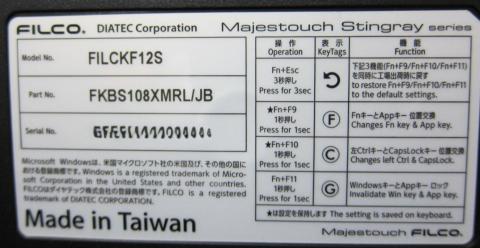 FILCO. DIATEC Corporation Majestouch Stingray series
Model No. FILCKF12S
Part No. FKBS108XMRL/JB
Serial No.
Microsoft Windowsは、米国マイクロソフト社の米国及び、その他の国に
おける登録商標です。Windows is a registered trademark of Micro-
soft Corporation in the United States and other countries.
FILCOはダイヤテック株式会社の登録商標です。FILCO is a registered
trademark of DIATEC Corporation.
Made in Taiwan
操作 表示 機能
Operation KeyTags Function
Fn+Esc
3秒押し
Press for 3sec
下記3機能(Fn+F9/Fn+F10/Fn+F11)
を同時に工場出荷時に戻す
to restore Fn+F9/Fn+F10/Fn+F11
to the default settings.
★Fn+F9
1秒押し
Press for 1sec
F
FnキーとAppキー 位置交換
Changes Fn key & App key.
★Fn+F10
1秒押し
Press for 1sec
C
左CtrlキーとCapsLockキー 位置交換
Changes left Ctrl & CapsLock.
Fn+F11
1秒押し
Press for 1sec
G
WindowsキーとAppキー ロック
Invalidate Win key & App key.
★は設定を保持します The setting is saved on keyboard.
Majestouch FILCO.